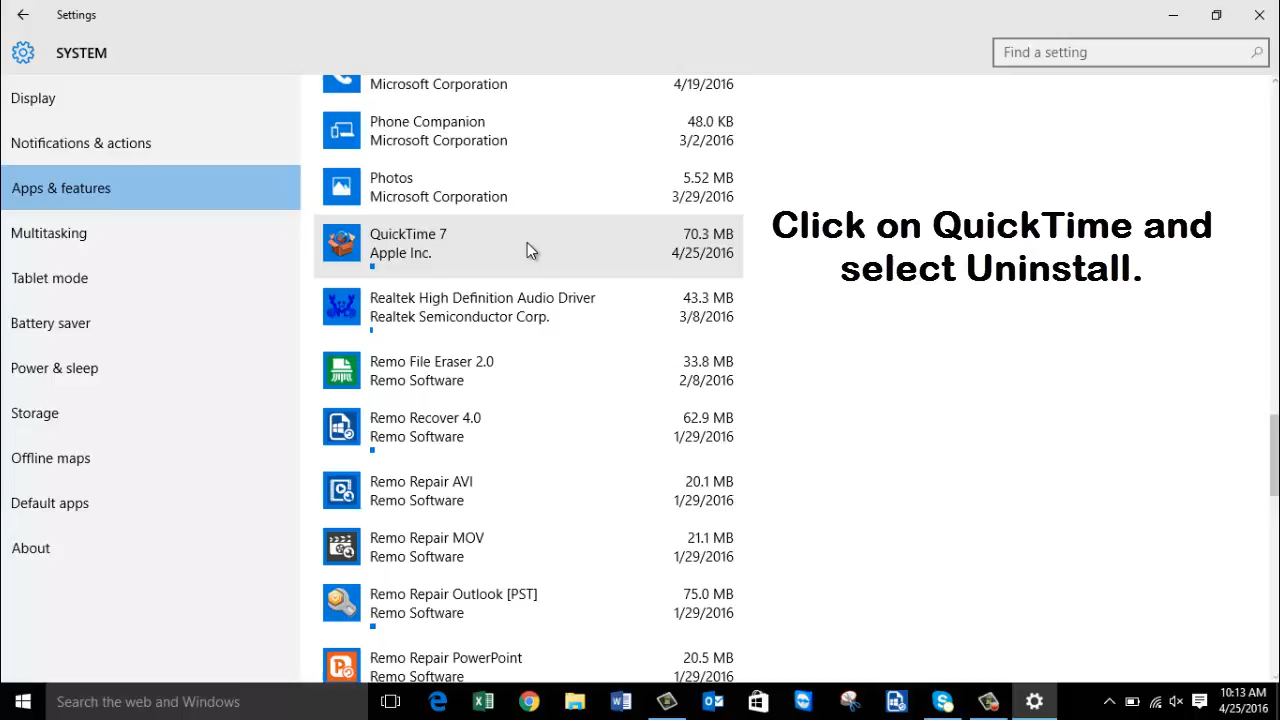 Settings
SYSTEM
Find a setting
Display
Notifications & actions
Apps & features
Multitasking
Tablet mode
Battery saver
Power & sleep
Storage
Offline maps
Default apps
About
Microsoft Corporation 4/19/2016
Phone Companion 48.0 KB
Microsoft Corporation 3/2/2016
Photos 5.52 MB
Microsoft Corporation 3/29/2016
QuickTime 7 70.3 MB
Apple Inc. 4/25/2016
Realtek High Definition Audio Driver 43.3 MB
Realtek Semiconductor Corp. 3/8/2016
Remo File Eraser 2.0 33.8 MB
Remo Software 2/8/2016
Remo Recover 4.0 62.9 MB
Remo Software 1/29/2016
Remo Repair AVI 20.1 MB
Remo Software 1/29/2016
Remo Repair MOV 21.1 MB
Remo Software 1/29/2016
Remo Repair Outlook [PST] 75.0 MB
Remo Software 1/29/2016
Remo Repair PowerPoint 20.5 MB
Remo Software 1/29/2016
Click on QuickTime and
select Uninstall.
Search the web and Windows
10:13 AM
4/25/2016